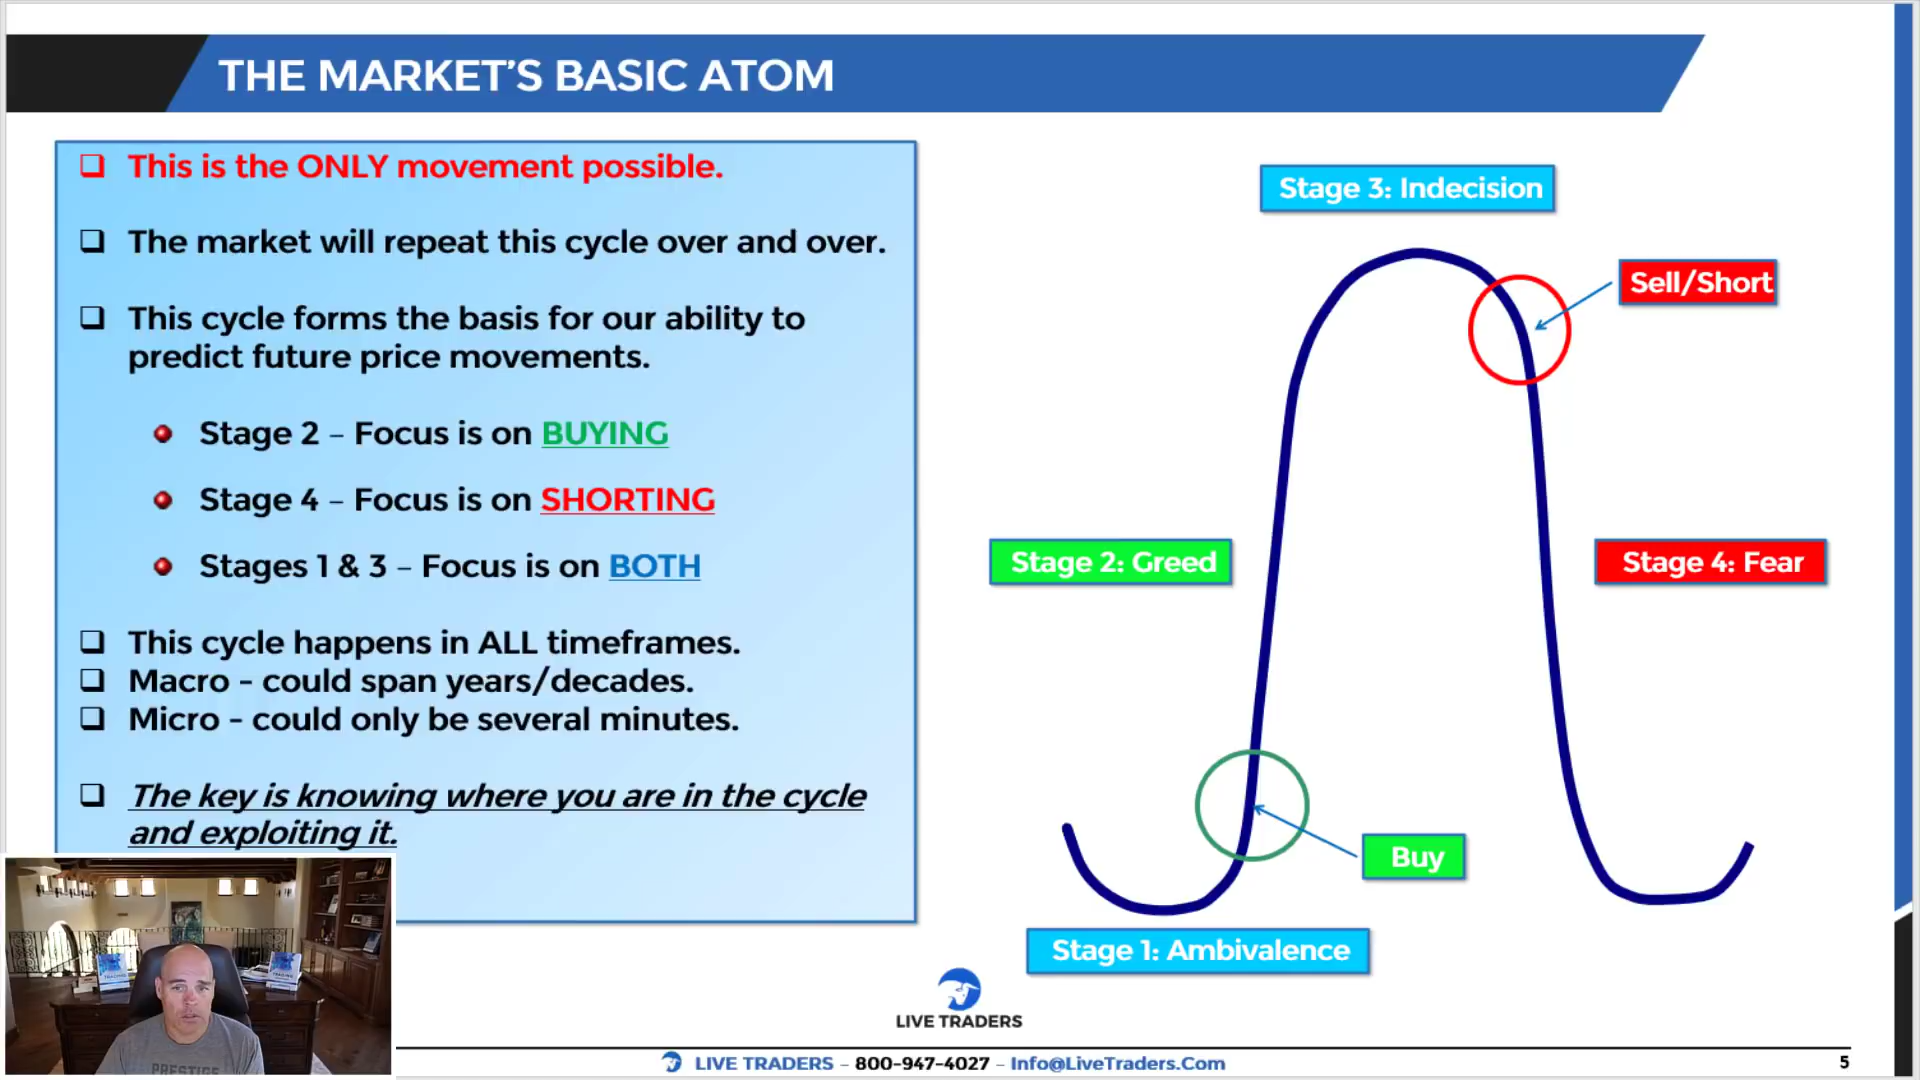 THE MARKET'S BASIC ATOM
This is the ONLY movement possible.
The market will repeat this cycle over and over.
This cycle forms the basis for our ability to
predict future price movements.
Stage 2 – Focus is on BUYING
Stage 4 – Focus is on SHORTING
Stages 1 & 3 – Focus is on BOTH
This cycle happens in ALL timeframes.
Macro - could span years/decades.
Micro - could only be several minutes.
The key is knowing where you are in the cycle
and exploiting it.
Stage 3: Indecision
Sell/Short
Stage 2: Greed
Stage 4: Fear
Buy
Stage 1: Ambivalence
LIVE TRADERS
LIVE TRADERS – 800-947-4027 – Info@LiveTraders.Com
5
TRADING
PRESTIGE